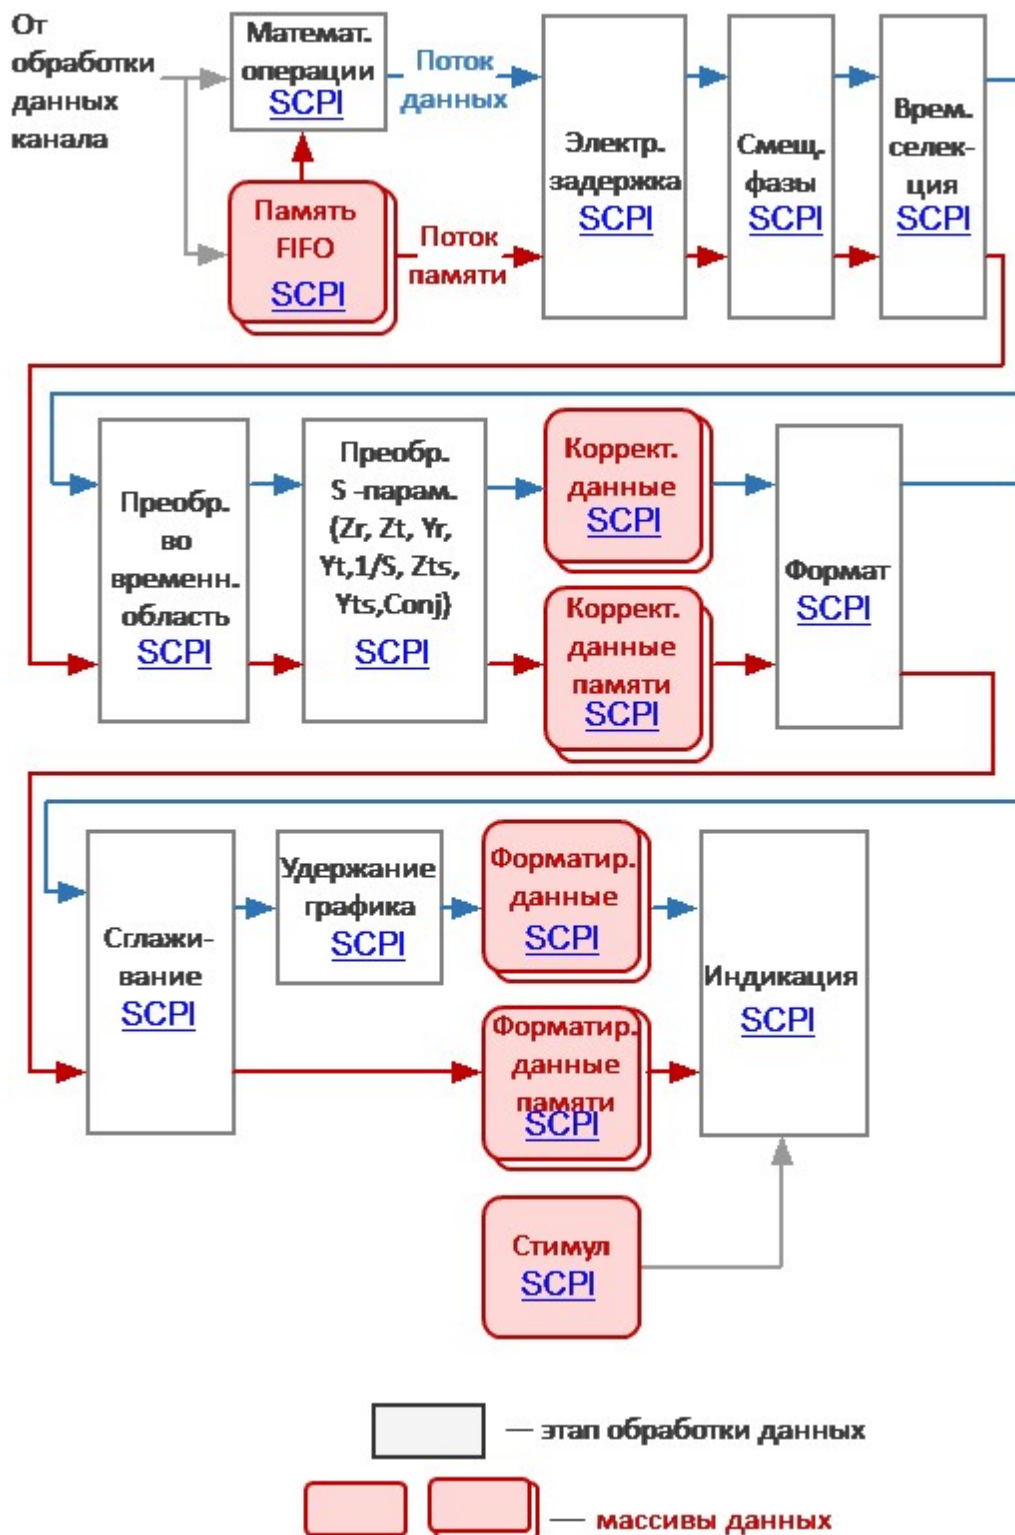 От
обработки
данных
канала
Математ.
операции
SCPI
Поток
данных
Память
FIFO
SCPI
Поток
памяти
Электр.
задержка
SCPI
Смещ.
фазы
SCPI
Врем.
селек-
ция
SCPI
Преобр.
во
временн.
область
SCPI
Преобр.
S -парам.
(Zr, Zt, Yr,
Yt,1/S, Zts,
Yts,Conj)
SCPI
Коррект.
данные
SCPI
Коррект.
данные
памяти
SCPI
Формат
SCPI
Сглажи-
вание
SCPI
Удержание
графика
SCPI
Форматир.
данные
SCPI
Форматир.
данные
памяти
SCPI
Индикация
SCPI
Стимул
SCPI
— этап обработки данных
— массивы данных